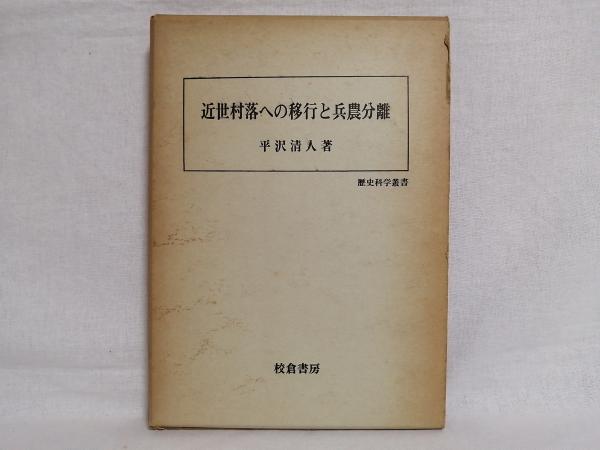 近世村落への移行と兵農分離
平沢清人著
歴史科学叢書
校倉書房